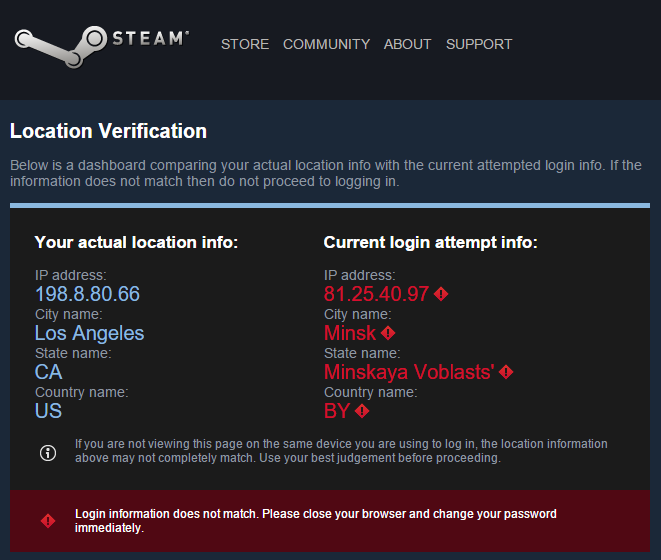 STEAM
STORE COMMUNITY ABOUT SUPPORT
Location Verification
Below is a dashboard comparing your actual location info with the current attempted login info. If the
information does not match then do not proceed to logging in.
Your actual location info:
IP address:
198.8.80.66
City name:
Los Angeles
State name:
CA
Country name:
US
Current login attempt info:
IP address:
81.25.40.97
City name:
Minsk
State name:
Minskaya Voblasts'
Country name:
BY
If you are not viewing this page on the same device you are using to log in, the location information
above may not completely match. Use your best judgement before proceeding.
Login information does not match. Please close your browser and change your password
immediately.